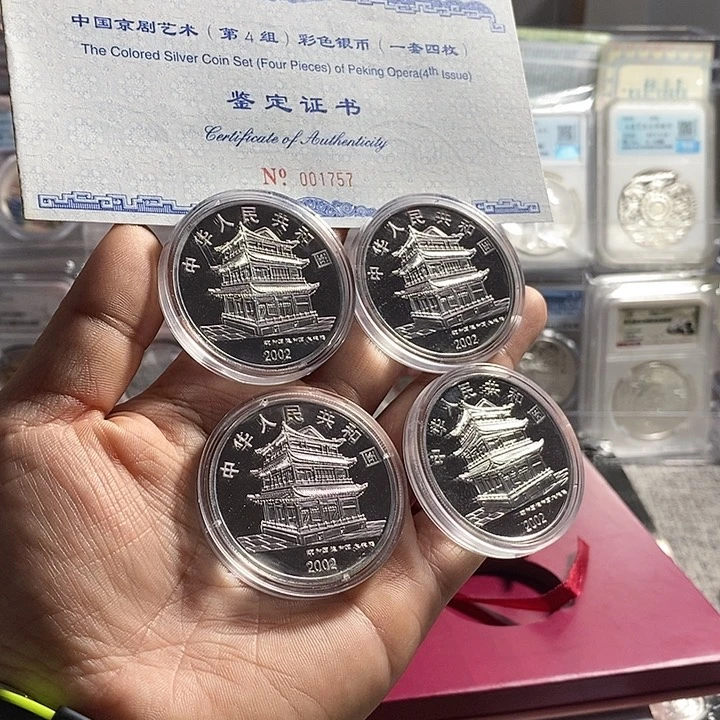 中国京剧艺术（第4组）彩色银币（一套四枚）
The Colored Silver Coin Set (Four Pieces) of Peking Opera(4th Issue)
鉴定证书
Certificate of Authenticity
Nº 001757
中华人民共和国
2002
中华人民共和国
2002
中华人民共和国
2002
中华人民共和国
2002